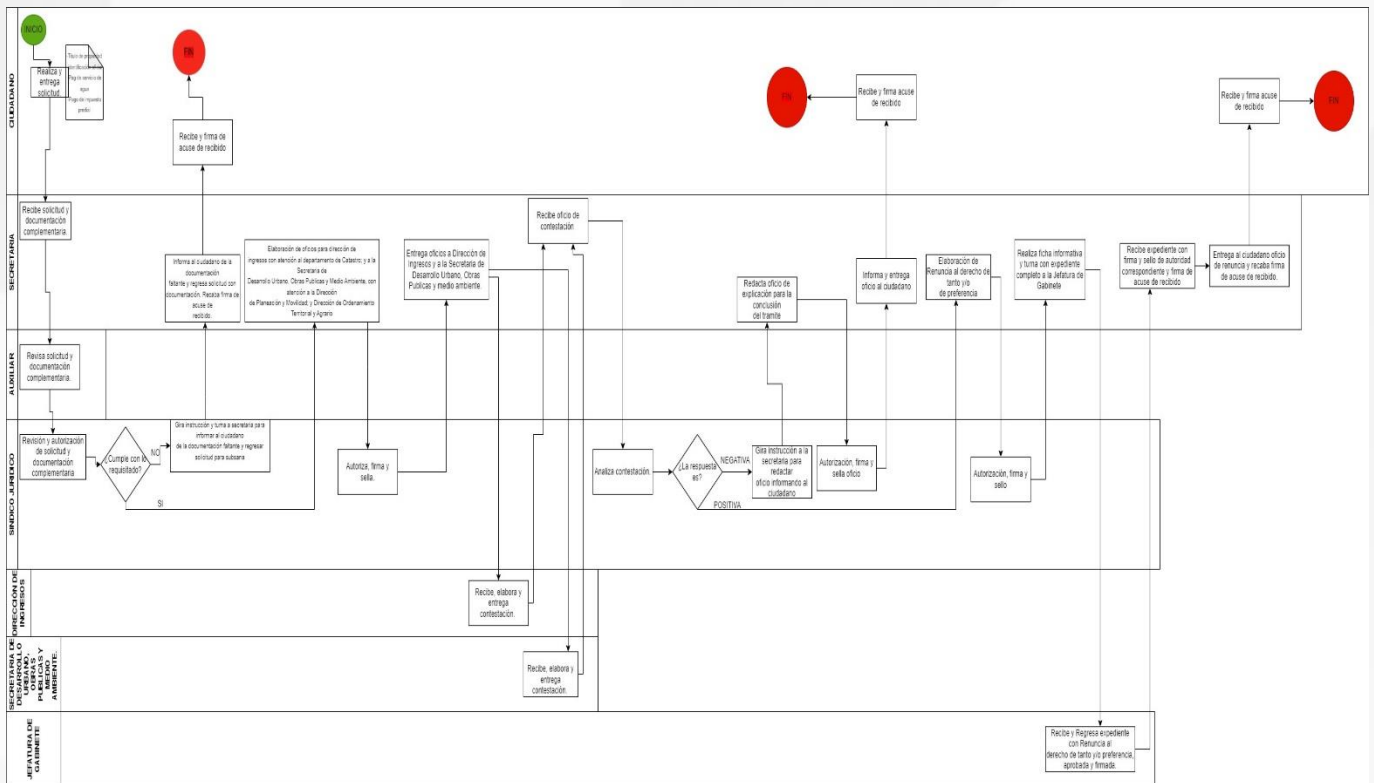 CIUDADANO
INICIO
Realiza y
entrega
solicitud.
Titulo de propiedad
Pago de servicio de
agua
FIN
Recibe y firma de
acuse de recibido
FIN
Recibe y firma acuse
de recibido
Recibe y firma acuse
de recibido
FIN
SECRETARIA
Recibe solicitud y
documentación
complementaria.
Informa al ciudadano de la
documentación
faltante y regrese solicitud con
documentación. Recaba firma de
acuse de
recibido.
Elaboración de oficios para dirección de
ingresos con atención al departamento de Catastro; y a la
Secretaria de
Desarrollo Urbano, Obras Publicas y Medio Ambiente, con
atención a la Dirección
de Planeación y Movilidad; y Dirección de Ordenamiento
Territorial y Agrario
Entrega oficios a Dirección de
Ingresos y a la Secretaria de
Desarrollo Urbano, Obras
Publicas y medio ambiente.
Recibe oficio de
contestación
Redacta oficio de
explicación para la
conclusión
del tramite
Informa y entrega
oficio al ciudadano
Elaboración de
Renuncia al derecho de
tanto y/o
de preferencia
Realiza ficha informativa
y turna con expediente
completo a la Jefatura de
Gabinete
Recibe expediente con
firma y sello de autoridad
correspondiente y firma de
acuse de recibido
Entrega al ciudadano oficio
de renuncia y recaba firma
de acuse de recibido.
AUXILIAR
Revisa solicitud y
documentación
complementaria.
SINDICO JURIDICO
Revisión y autorización
de solicitud y
documentación
complementaria
¿Cumple con lo
requisitado?
NO
SI
Gira instrucción y turna a secretaria para
informar al ciudadano
de la documentación faltante y regresar
solicitud para subsana
Autoriza, firma y
sella.
Analiza contestación.
¿La respuesta
es?
NEGATIVA
POSITIVA
Gira instrucción a la
secretaria para
redactar
oficio informando al
ciudadano
Autorización, firma y
sella oficio
Autorización, firma y
sello
DIRECCIÓN DE
INGRESOS
Recibe, elabora y
entrega
contestación.
SECRETARIA DE
DESARROLLO
URBANO,
OBRAS
PUBLICAS Y
MEDIO
AMBIENTE.
Recibe, elabora y
entrega
contestación.
JEFATURA DE
GABINETE
Recibe y Regresa expediente
con Renuncia al
derecho de tanto y/o preferencia,
aprobada y firmada.